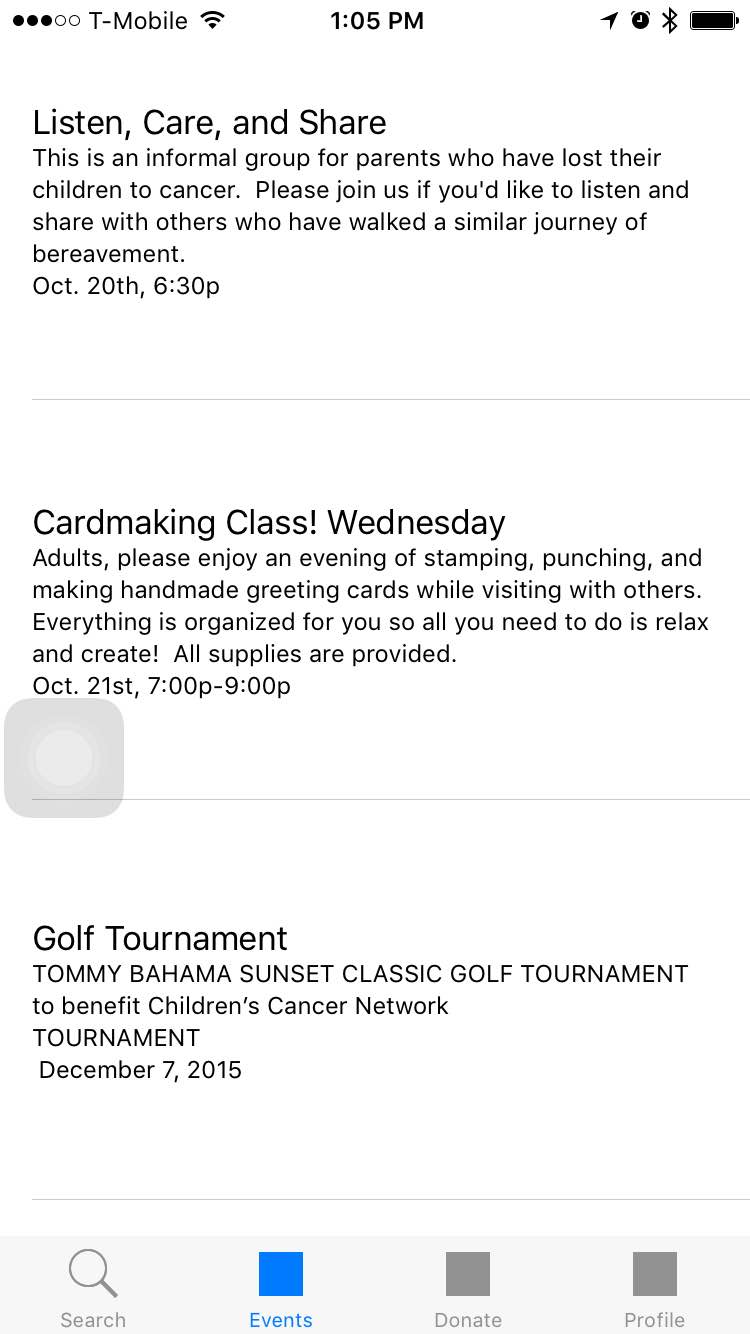 T-Mobile 1:05 PM
Listen, Care, and Share
This is an informal group for parents who have lost their
children to cancer.  Please join us if you'd like to listen and
share with others who have walked a similar journey of
bereavement.
Oct. 20th, 6:30p
Cardmaking Class! Wednesday
Adults, please enjoy an evening of stamping, punching, and
making handmade greeting cards while visiting with others.
Everything is organized for you so all you need to do is relax
and create!  All supplies are provided.
Oct. 21st, 7:00p-9:00p
Golf Tournament
TOMMY BAHAMA SUNSET CLASSIC GOLF TOURNAMENT
to benefit Children’s Cancer Network
TOURNAMENT
December 7, 2015
Search Events Donate Profile